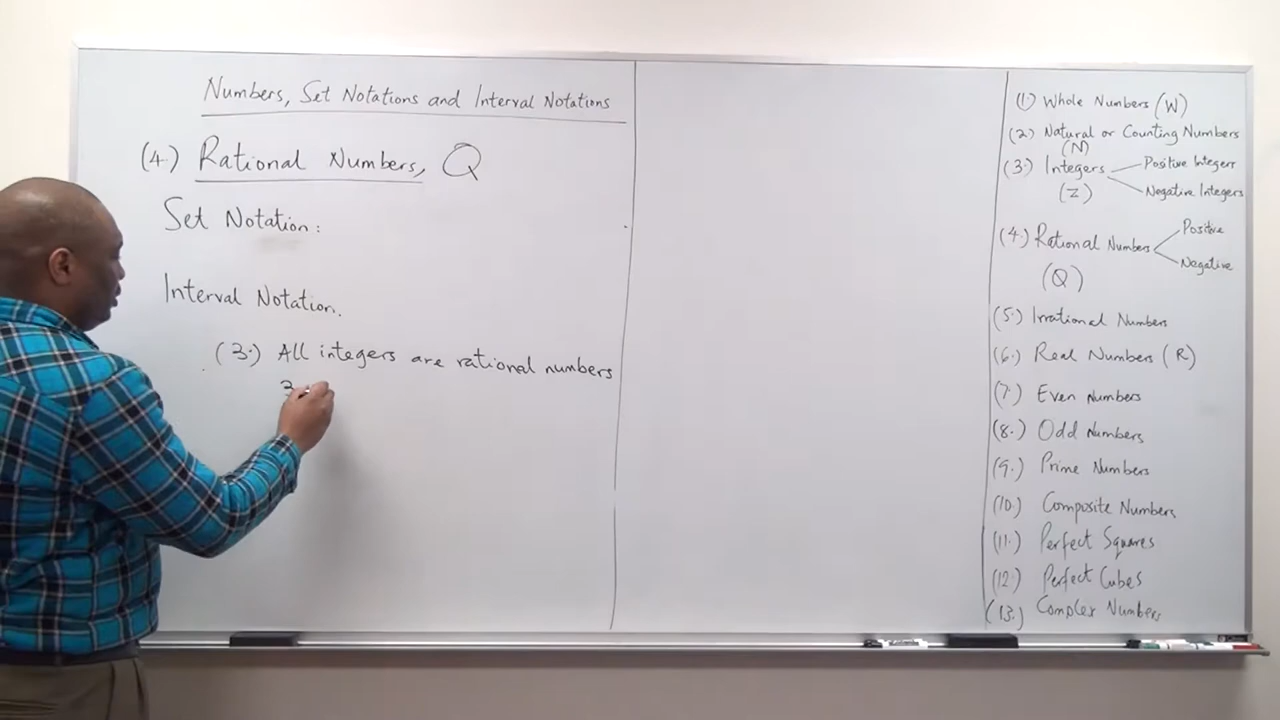 Numbers, Set Notations and Interval Notations
(4.) Rational Numbers, Q
Set Notation:
Interval Notation.
(3.) All integers are rational numbers
3
(1) Whole Numbers (W)
(2) Natural or Counting Numbers
(N)
(3.) Integers
Positive Integers
Negative Integers
(Z)
(4.) Rational Numbers
Positive
Negative
(Q)
(5.) Irrational Numbers
(6.) Real Numbers (R)
(7.) Even Numbers
(8.) Odd Numbers
(9.) Prime Numbers
(10.) Composite Numbers
(11.) Perfect Squares
(12.) Perfect Cubes
(13.) Complex Numbers